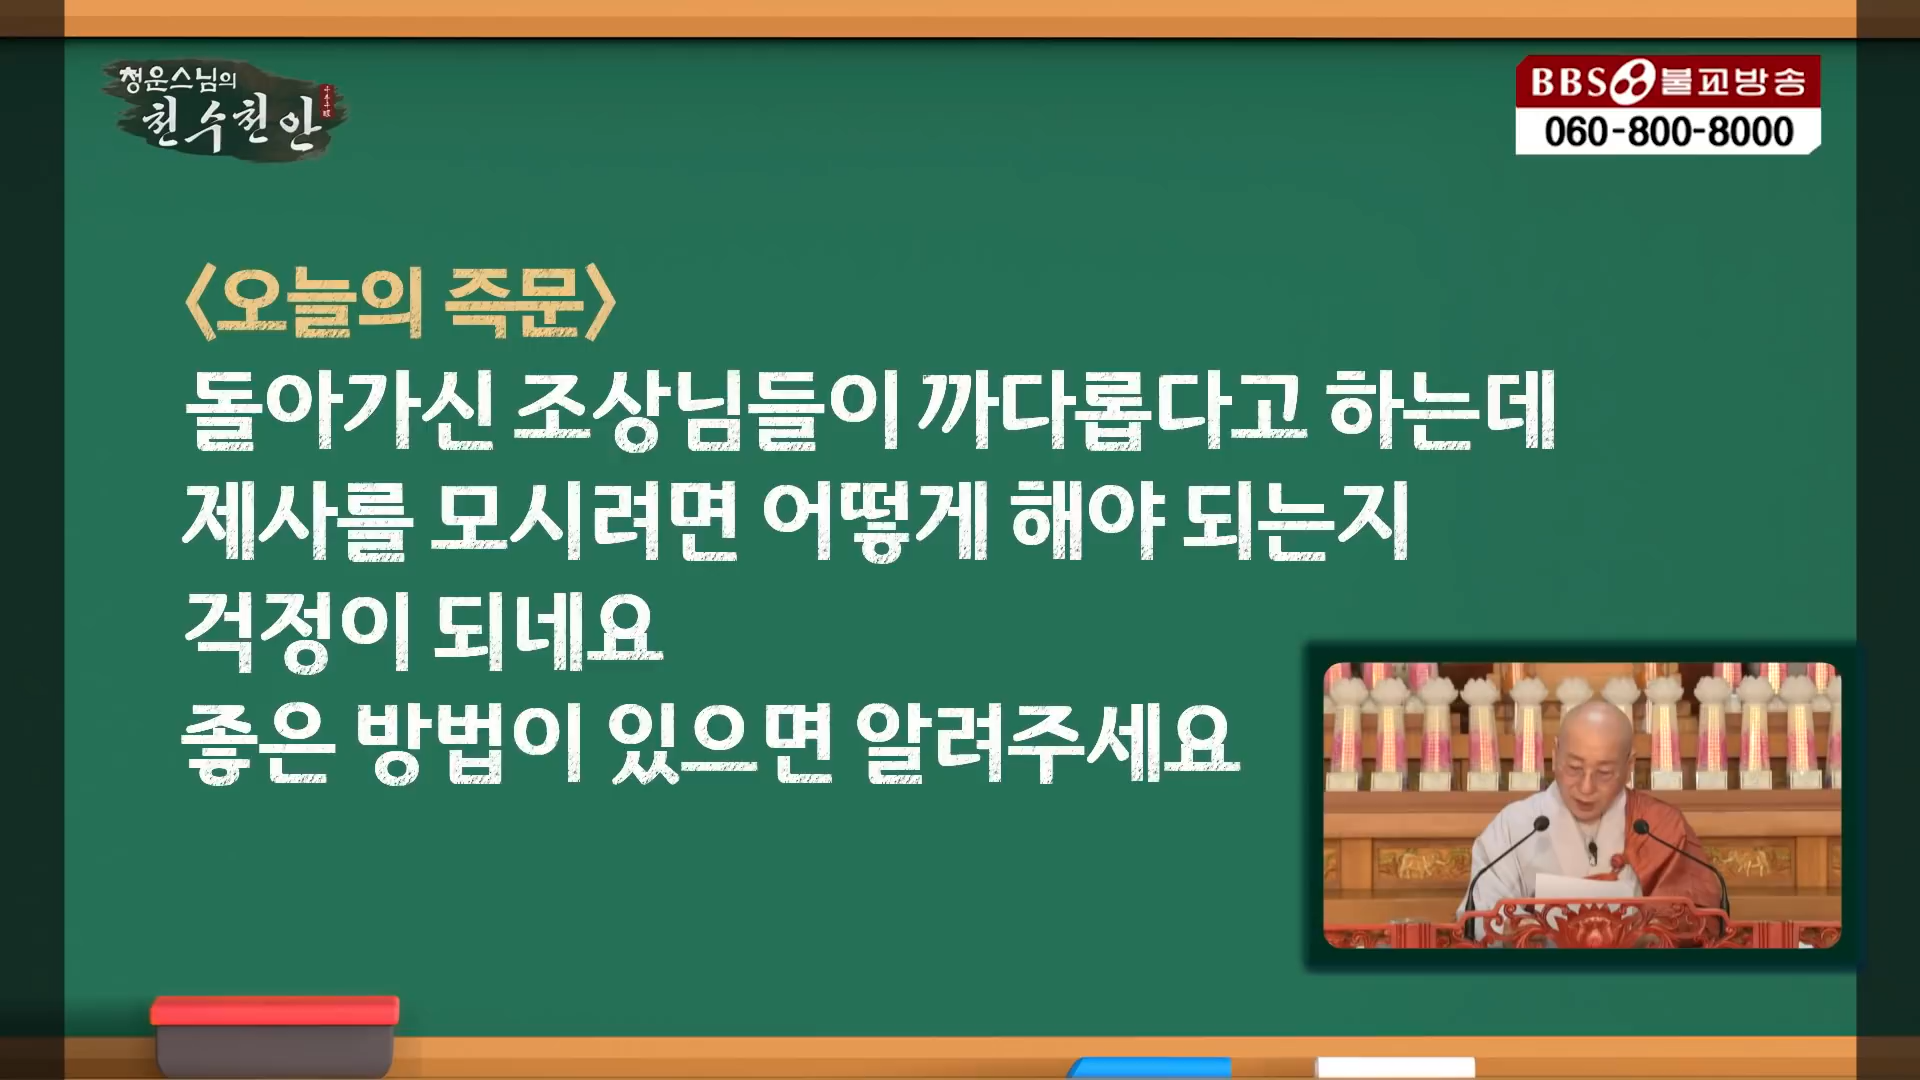 청운스님의
천수천안
BBS 불교방송
060-800-8000
<오늘의 즉문>
돌아가신 조상님들이 까다롭다고 하는데
제사를 모시려면 어떻게 해야 되는지
걱정이 되네요
좋은 방법이 있으면 알려주세요